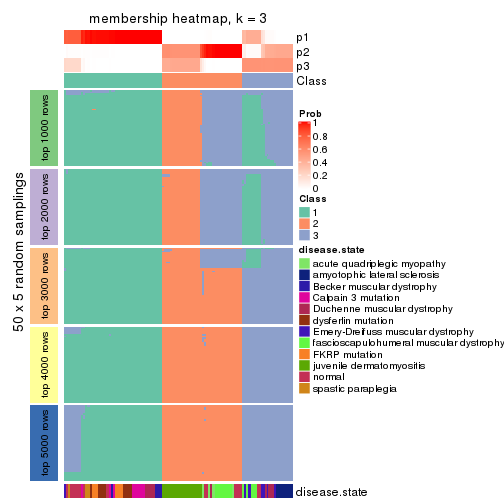 membership heatmap, k = 3
p1
p2
p3
Class
50 x 5 random samplings
top 1000 rows
top 2000 rows
top 3000 rows
top 4000 rows
top 5000 rows
disease.state
Prob
1
0.8
0.6
0.4
0.2
0
Class
1
2
3
disease.state
acute quadriplegic myopathy
amyotrophic lateral sclerosis
Becker muscular dystrophy
Calpain 3 mutation
Duchenne muscular dystrophy
dysferlin mutation
Emery-Dreifuss muscular dystrophy
fascioscapulohumeral muscular dystrophy
FKRP mutation
juvenile dermatomyositis
normal
spastic paraplegia